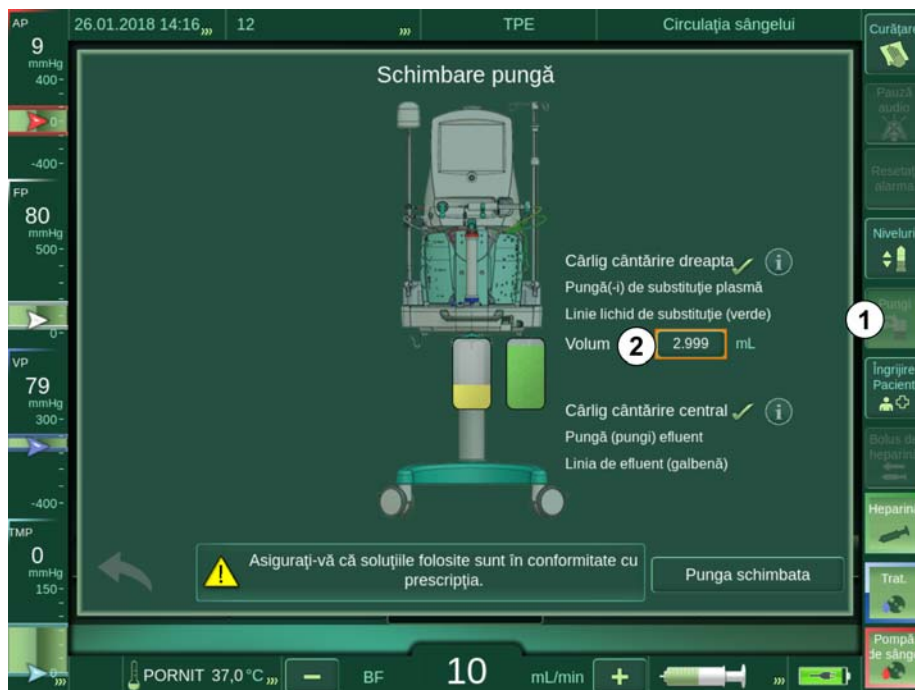 AP
9
mmHg
400-
0-
-400-
FP
80
mmHg
500-
0-
VP
79
mmHg
300-
-400-
TMP
0
mmHg
150-
0-
26.01.2018 14:16
12
TPE
Circulația sângelui
Schimbare pungă
Cârlig cântărire dreapta
i
Pungă(-i) de substituție plasmă
Linie lichid de substituție (verde)
Volum
2
2.999
mL
Cârlig cântărire central
i
Pungă (pungi) efluent
Linia de efluent (galbenă)
Asigurați-vă că soluțiile folosite sunt în conformitate cu
prescripția.
Punga schimbata
PORNIT 37,0 °C
−
BF
10
mL/min
+
Curățare
Pauză
audio
Resetați
alarma
Niveluri
1
Pungi
Îngrijire
Pacient
Bolus de
heparină
Heparină
Trat.
Pompă
de sânge